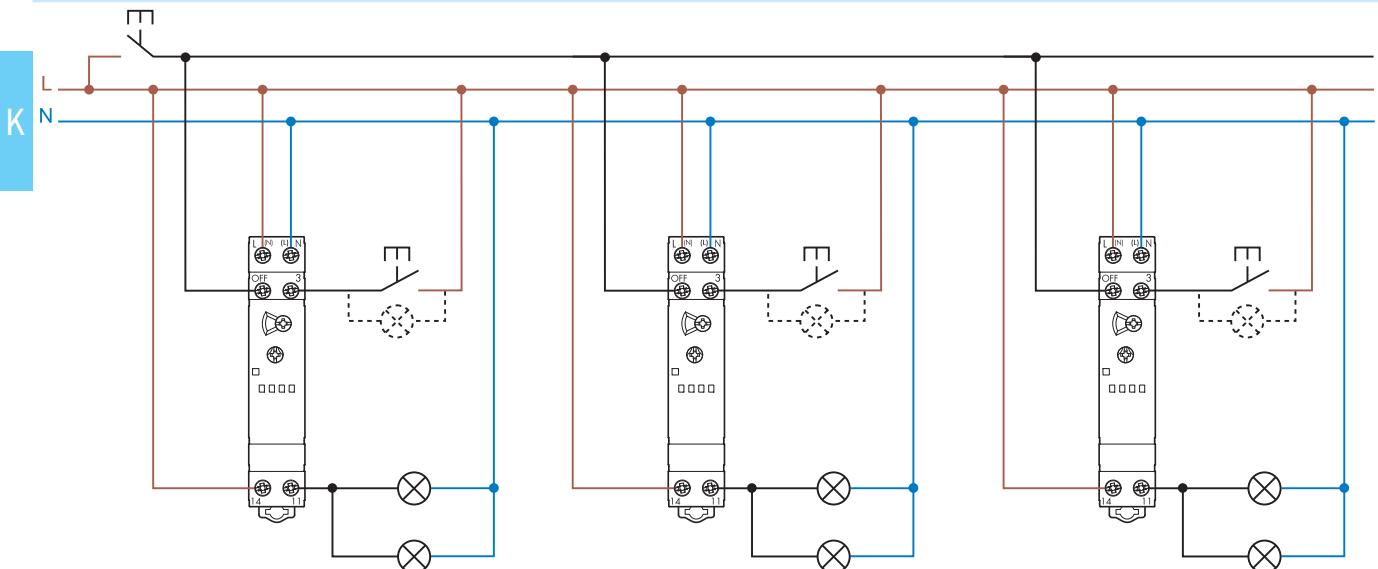 L
K
N
L (N) (L) N
OFF 3
14 11
L (N) (L) N
OFF 3
14 11
L (N) (L) N
OFF 3
14 11